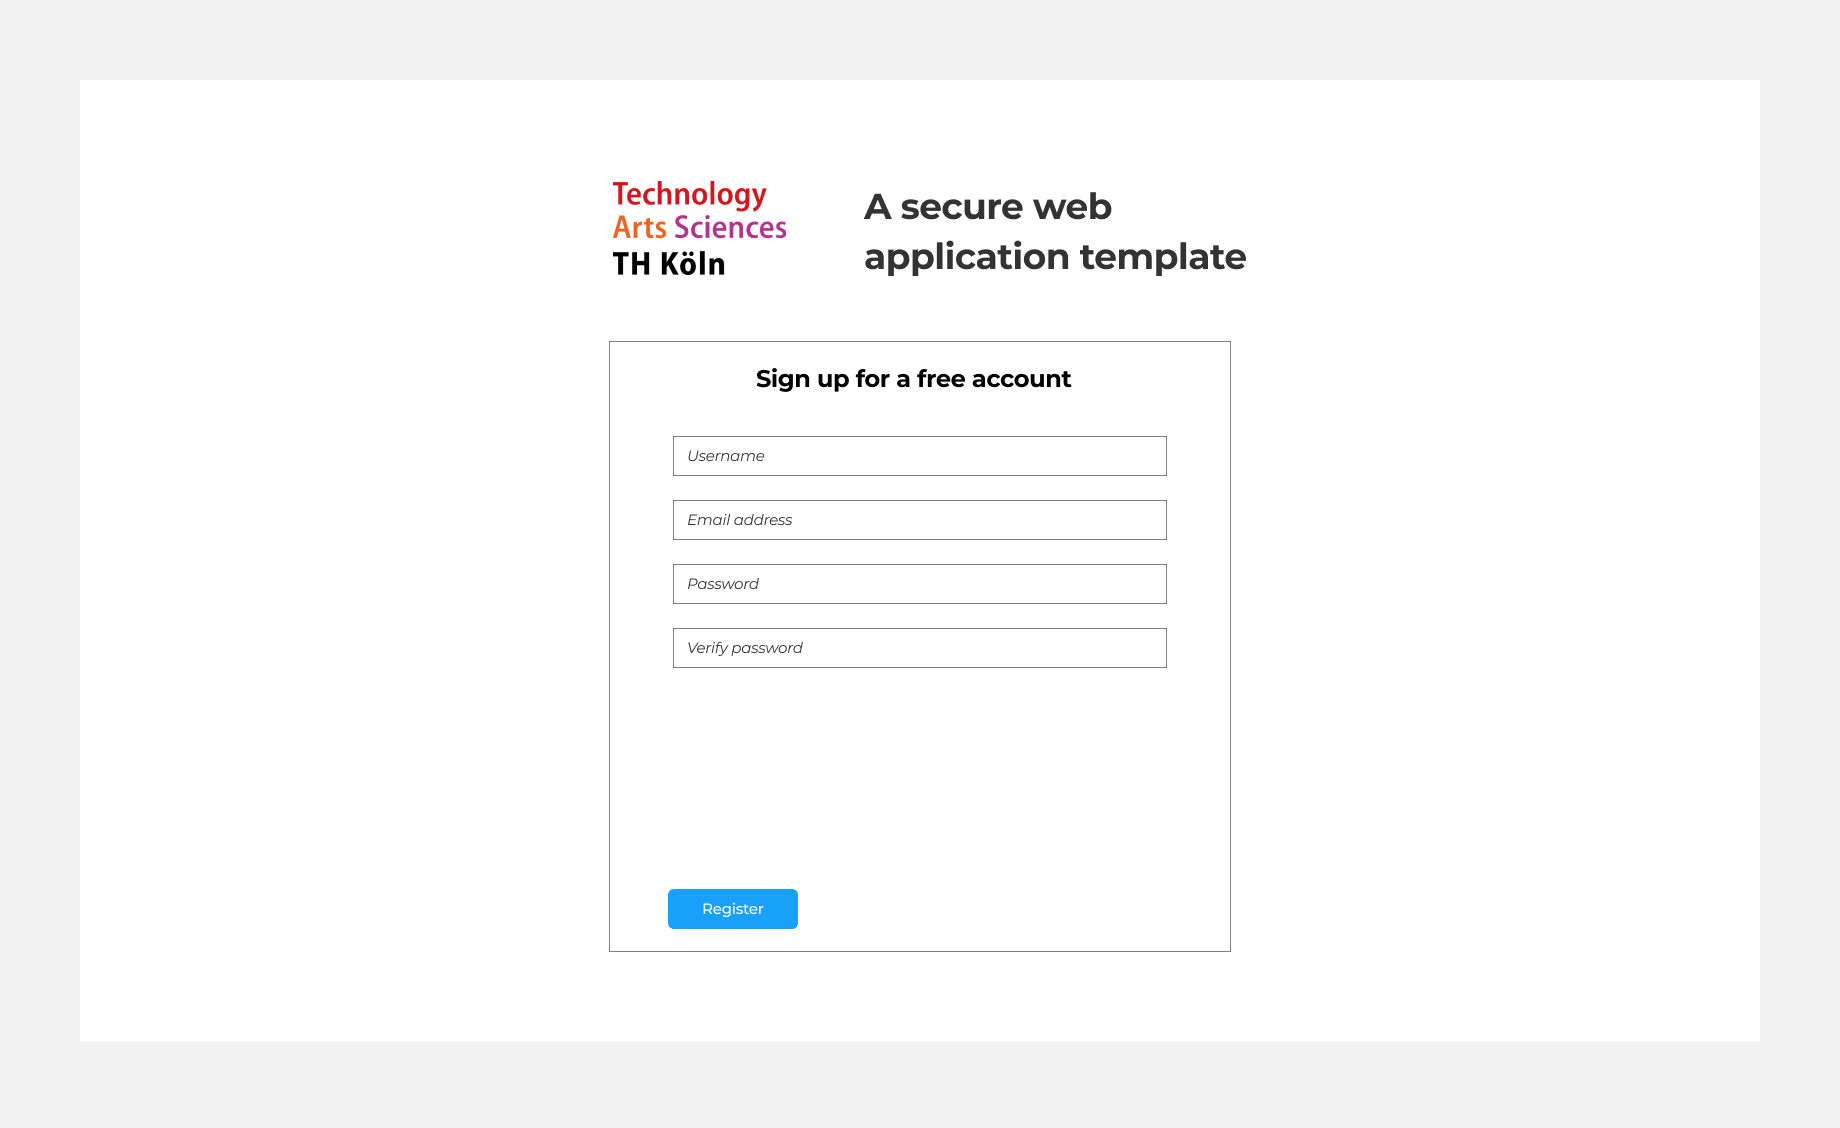 Technology
Arts Sciences
TH Köln
A secure web
application template
Sign up for a free account
Username
Email address
Password
Verify password
Register